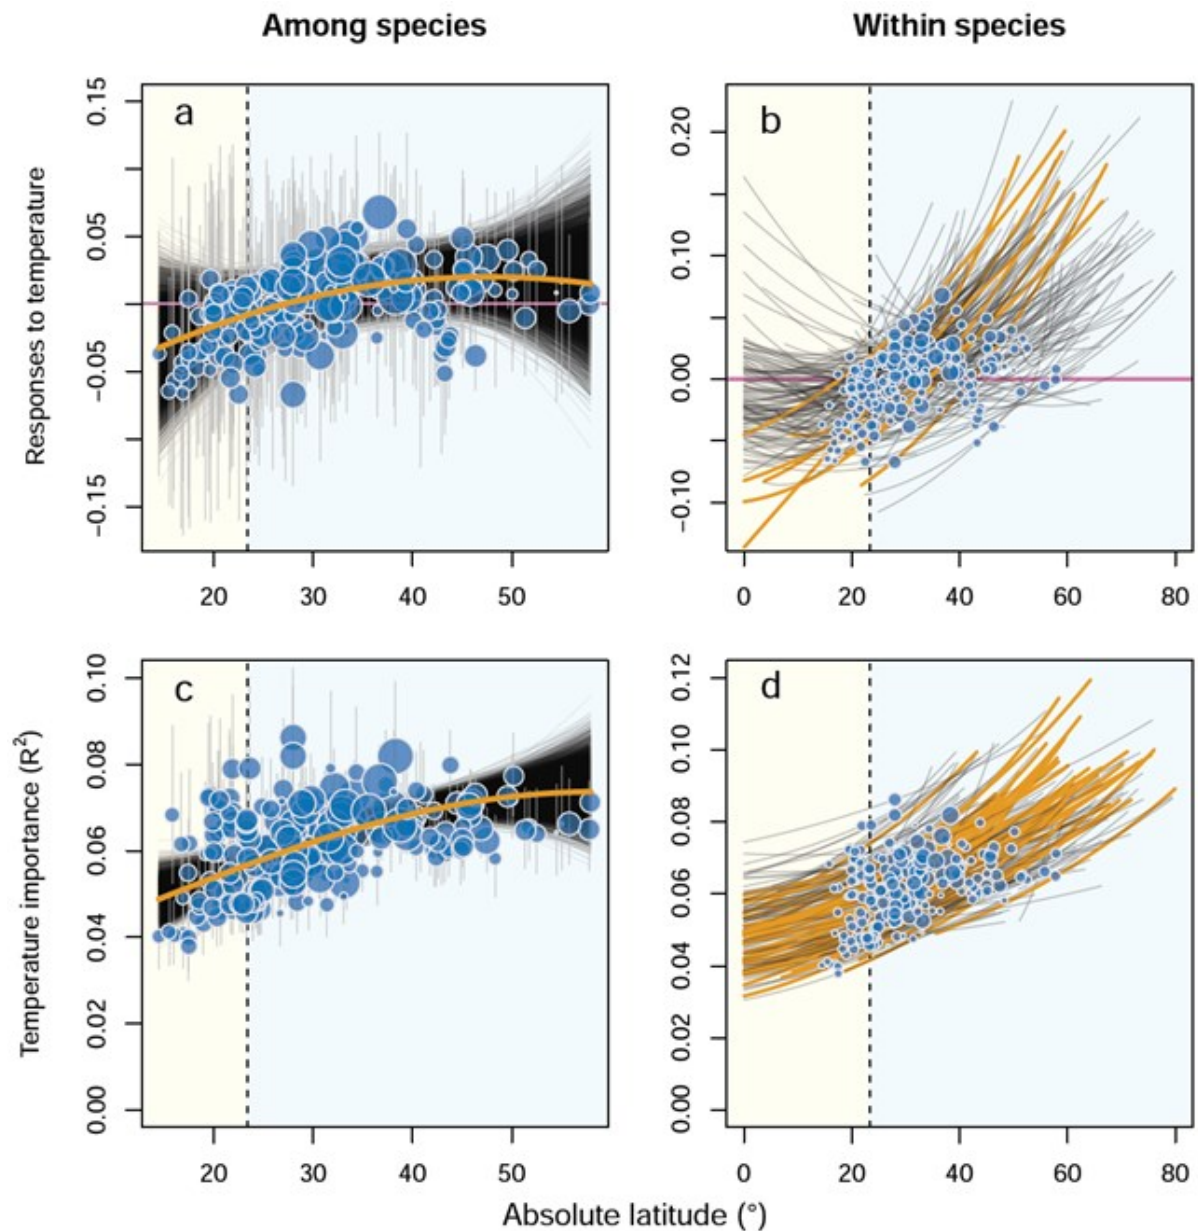 Among species
Within species
a
b
Responses to temperature
0.15
0.05
−0.05
−0.15
0.20
0.10
0.00
−0.10
20 30 40 50
0 20 40 60 80
c
d
Temperature importance (R²)
0.10
0.08
0.06
0.04
0.02
0.00
0.12
0.10
0.08
0.06
0.04
0.02
0.00
20 30 40 50
0 20 40 60 80
Absolute latitude (°)